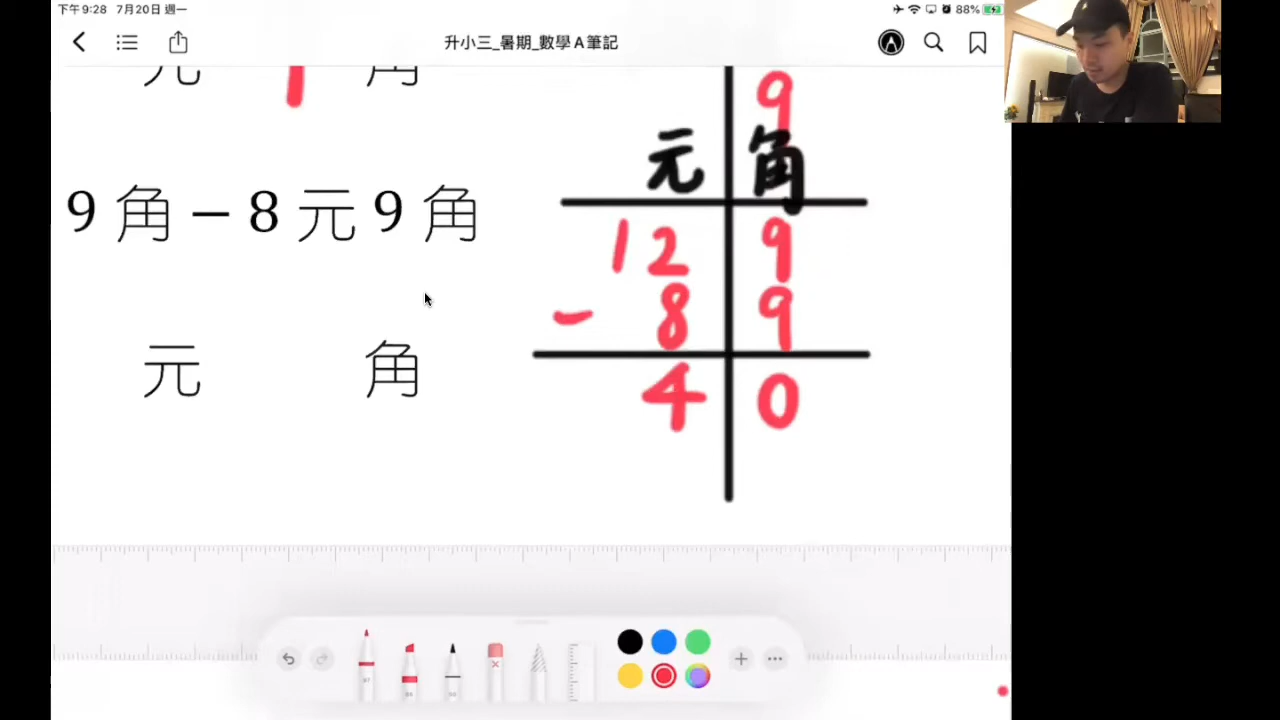 下午9:28 7月20日 週一
88%
升小三_暑期_數學A筆記
元 1 角
9
元 角
9 角 − 8 元 9 角
12 9
- 8 9
元 角
4 0